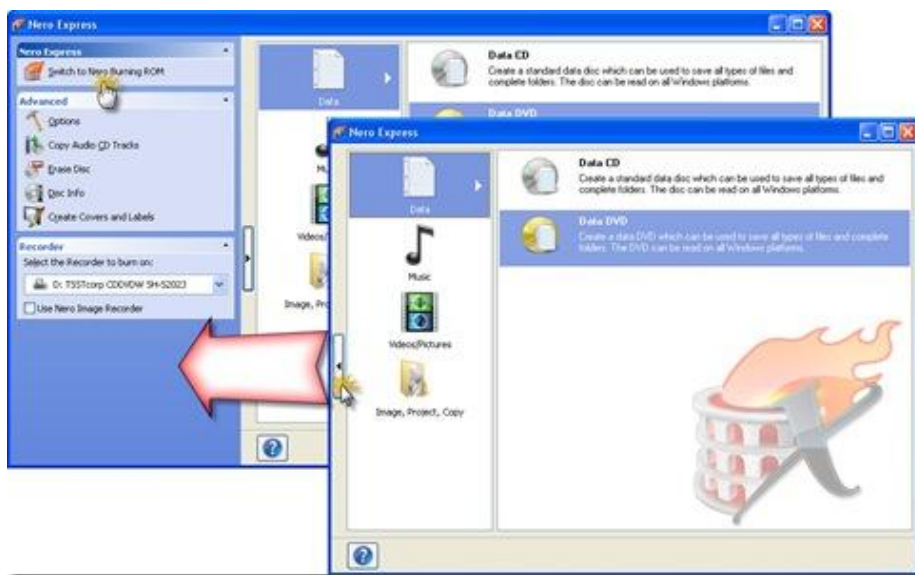 Nero Express
Nero Express
Switch to Nero Burning ROM
Advanced
Options
Copy Audio CD Tracks
Erase Disc
Disc Info
Create Covers and Labels
Recorder
Select the Recorder to burn on:
D: TSSTcorp CDDVDW SH-S202J
Use Nero Image Recorder
Data
Videos/
Image, Pro
Data CD
Create a standard data disc which can be used to save all types of files and
complete folders. The disc can be read on all Windows platforms.
Data DVD
Nero Express
Data
Music
Videos/Pictures
Image, Project, Copy
Data CD
Create a standard data disc which can be used to save all types of files and
complete folders. The disc can be read on all Windows platforms.
Data DVD
Create a data DVD which can be used to save all types of files and complete
folders. The DVD can be read on all Windows platforms.